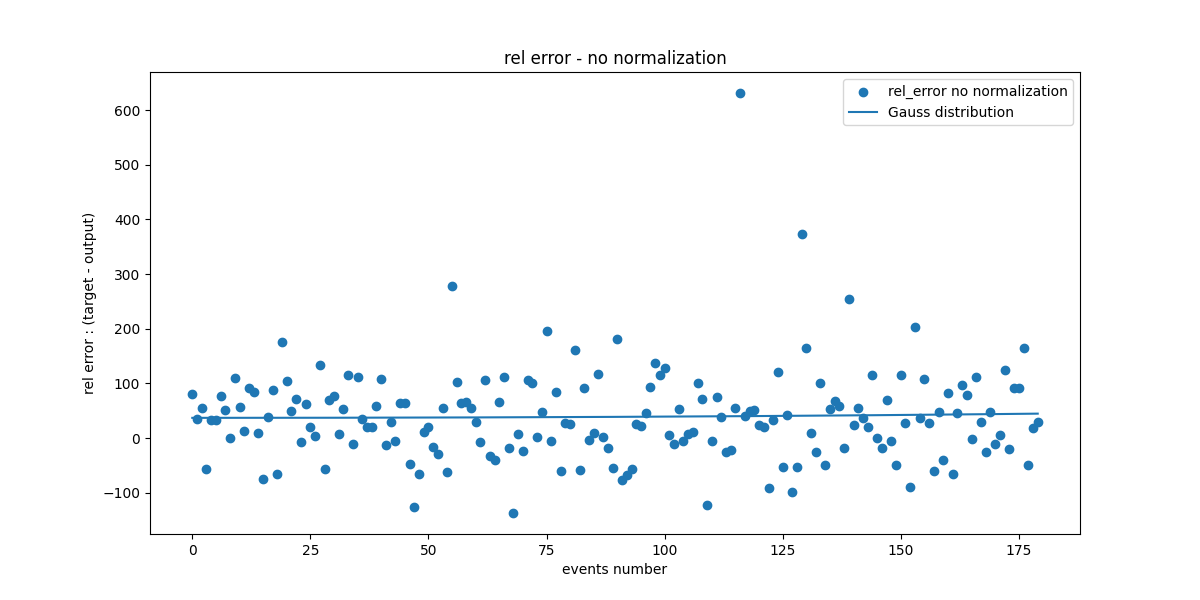 rel error - no normalization
rel_error no normalization
Gauss distribution
600
500
400
300
200
100
0
−100
rel error : (target - output)
0 25 50 75 100 125 150 175
events number